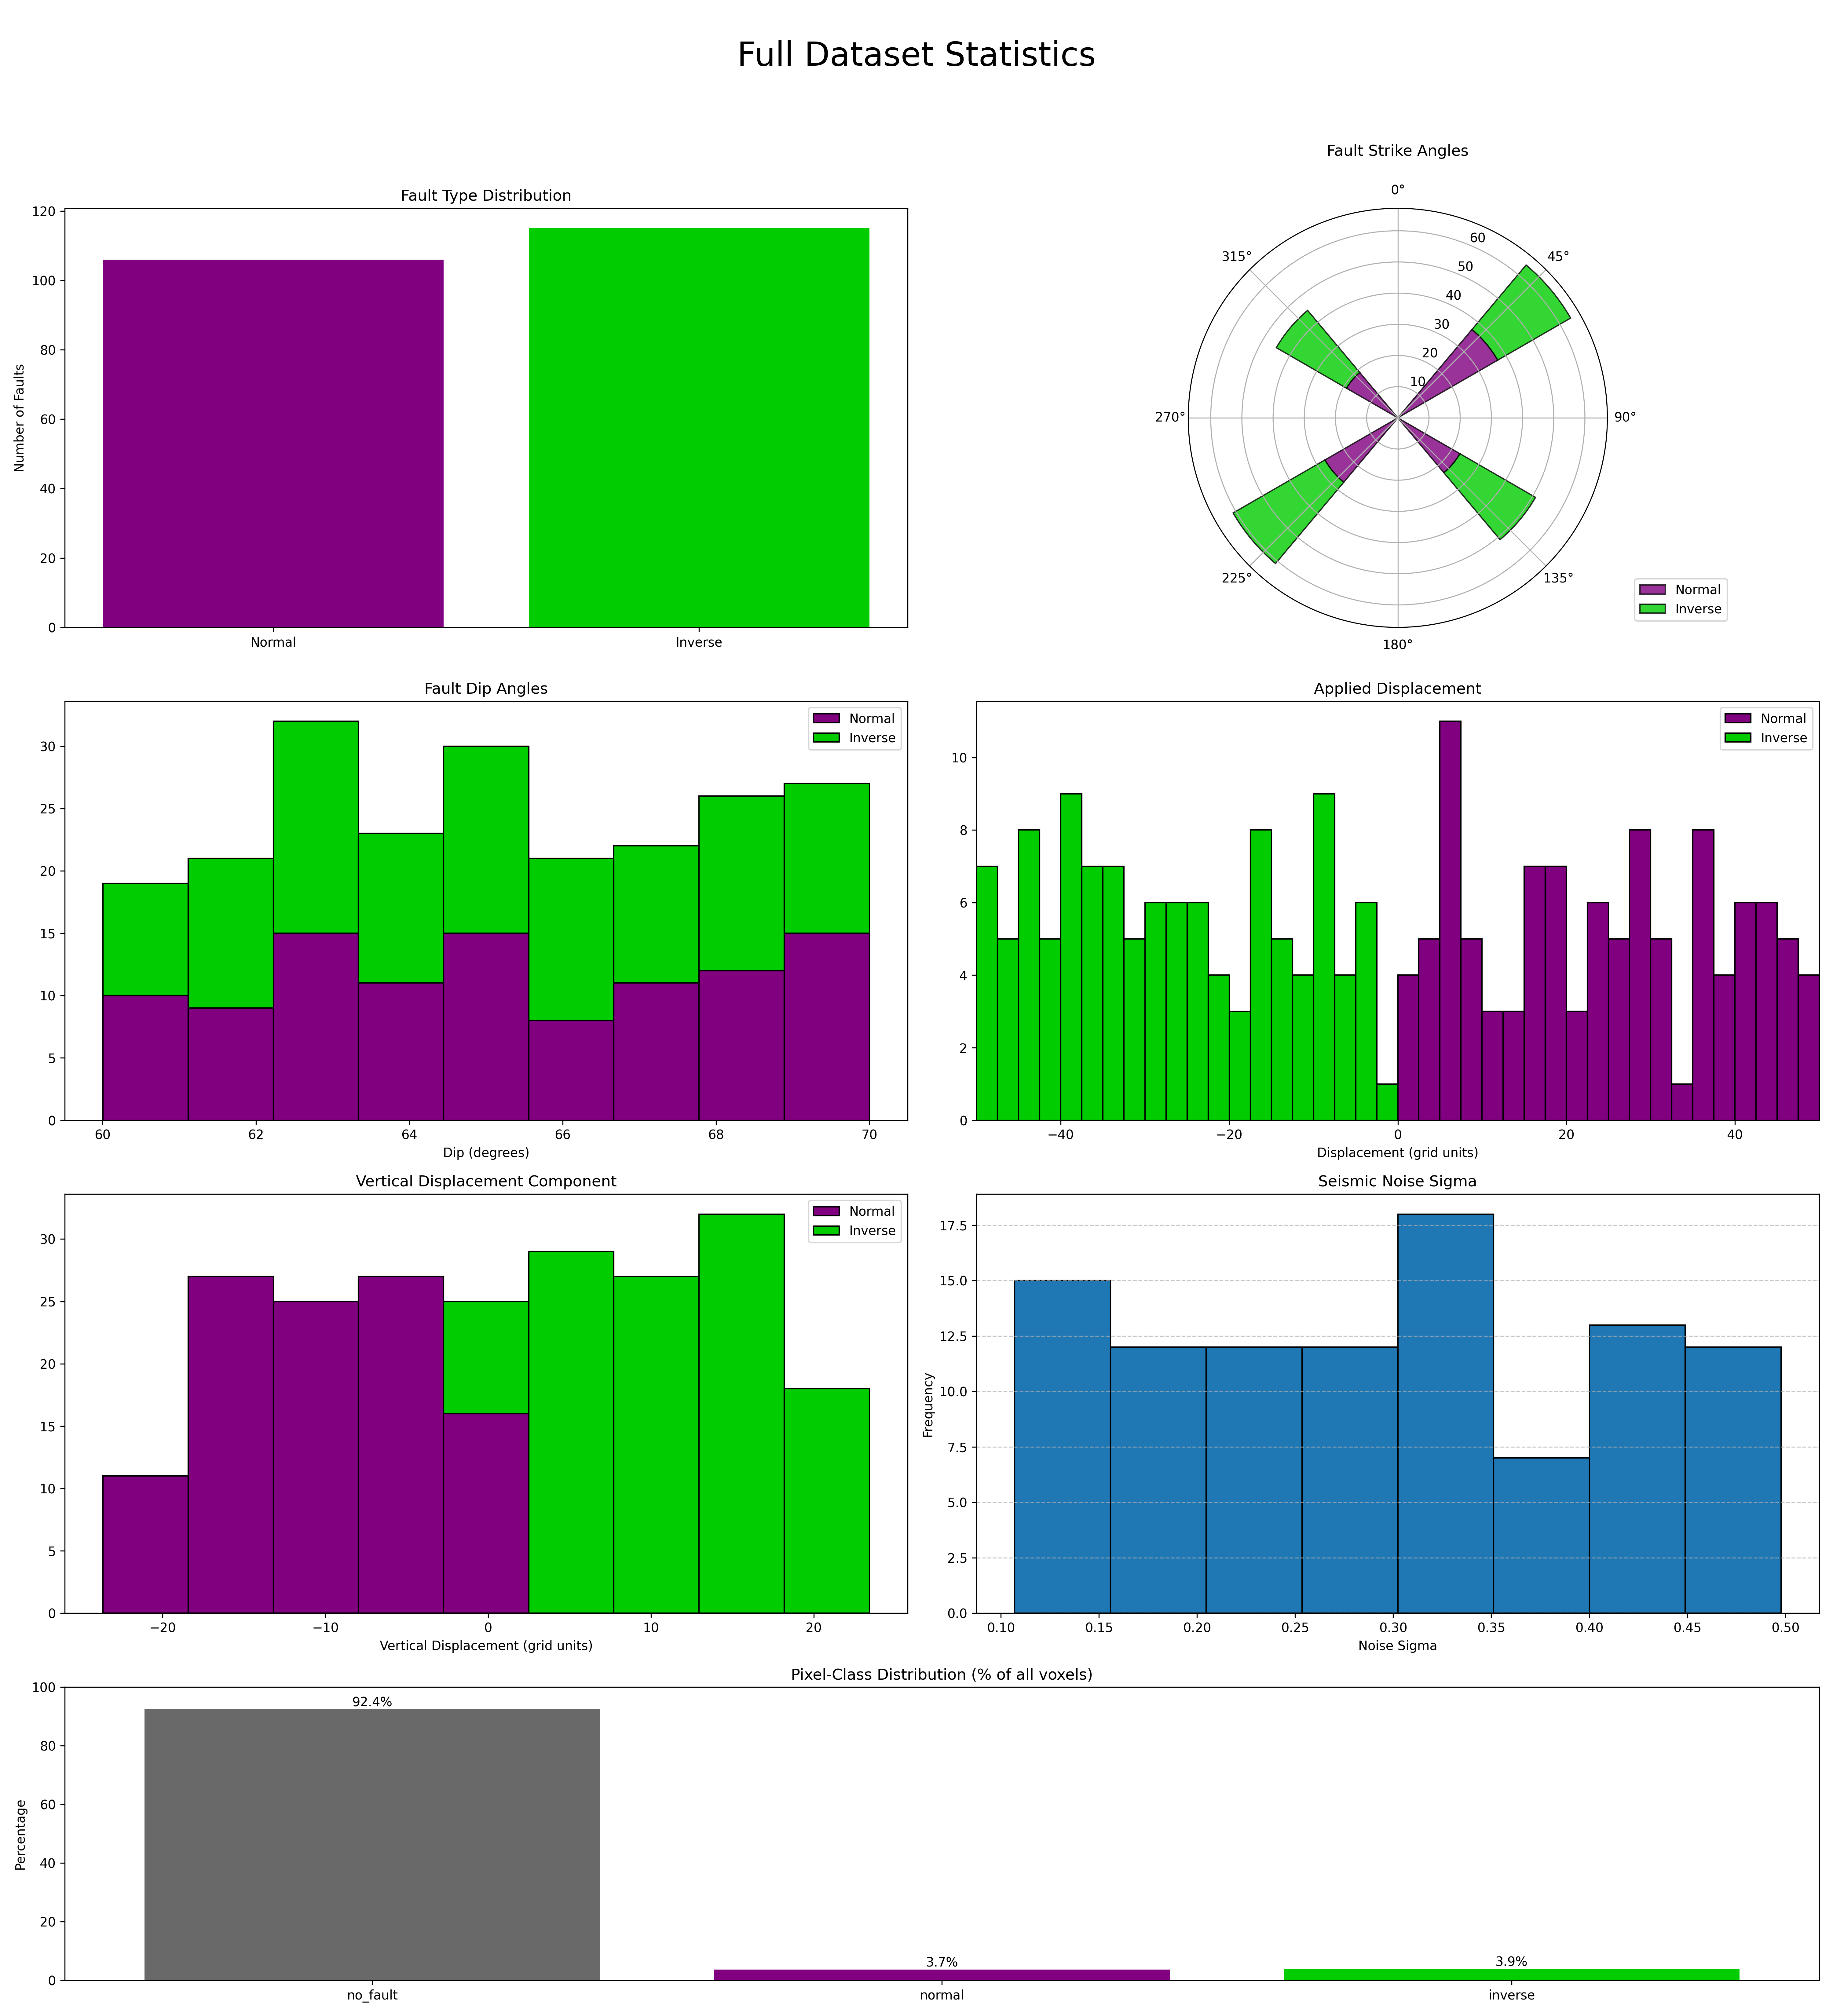 Full Dataset Statistics
Fault Type Distribution
Number of Faults
120
100
80
60
40
20
0
Normal
Inverse
Fault Strike Angles
0°
45°
90°
135°
180°
225°
270°
315°
10
20
30
40
50
60
Normal
Inverse
Fault Dip Angles
30
25
20
15
10
5
0
60
62
64
66
68
70
Dip (degrees)
Normal
Inverse
Applied Displacement
10
8
6
4
2
0
−40
−20
0
20
40
Displacement (grid units)
Normal
Inverse
Vertical Displacement Component
30
25
20
15
10
5
0
−20
−10
0
10
20
Vertical Displacement (grid units)
Normal
Inverse
Seismic Noise Sigma
Frequency
17.5
15.0
12.5
10.0
7.5
5.0
2.5
0.0
0.10
0.15
0.20
0.25
0.30
0.35
0.40
0.45
0.50
Noise Sigma
Pixel-Class Distribution (% of all voxels)
Percentage
100
80
60
40
20
0
92.4%
3.7%
3.9%
no_fault
normal
inverse